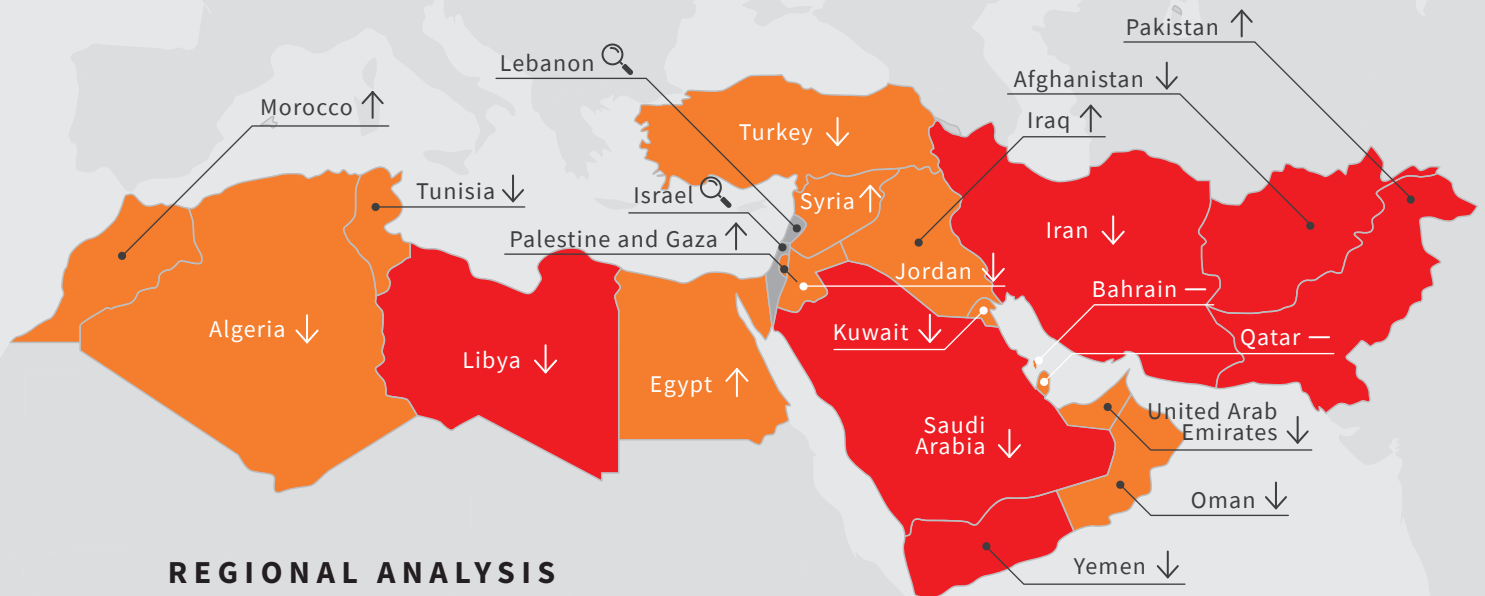 Pakistan
Lebanon
Afghanistan
Morocco
Iraq
Turkey
Tunisia
Israel
Syria
Palestine and Gaza
Iran
Jordan
Bahrain
Algeria
Kuwait
Qatar
Libya
Egypt
United Arab
Emirates
Saudi
Arabia
Oman
Yemen
REGIONAL ANALYSIS